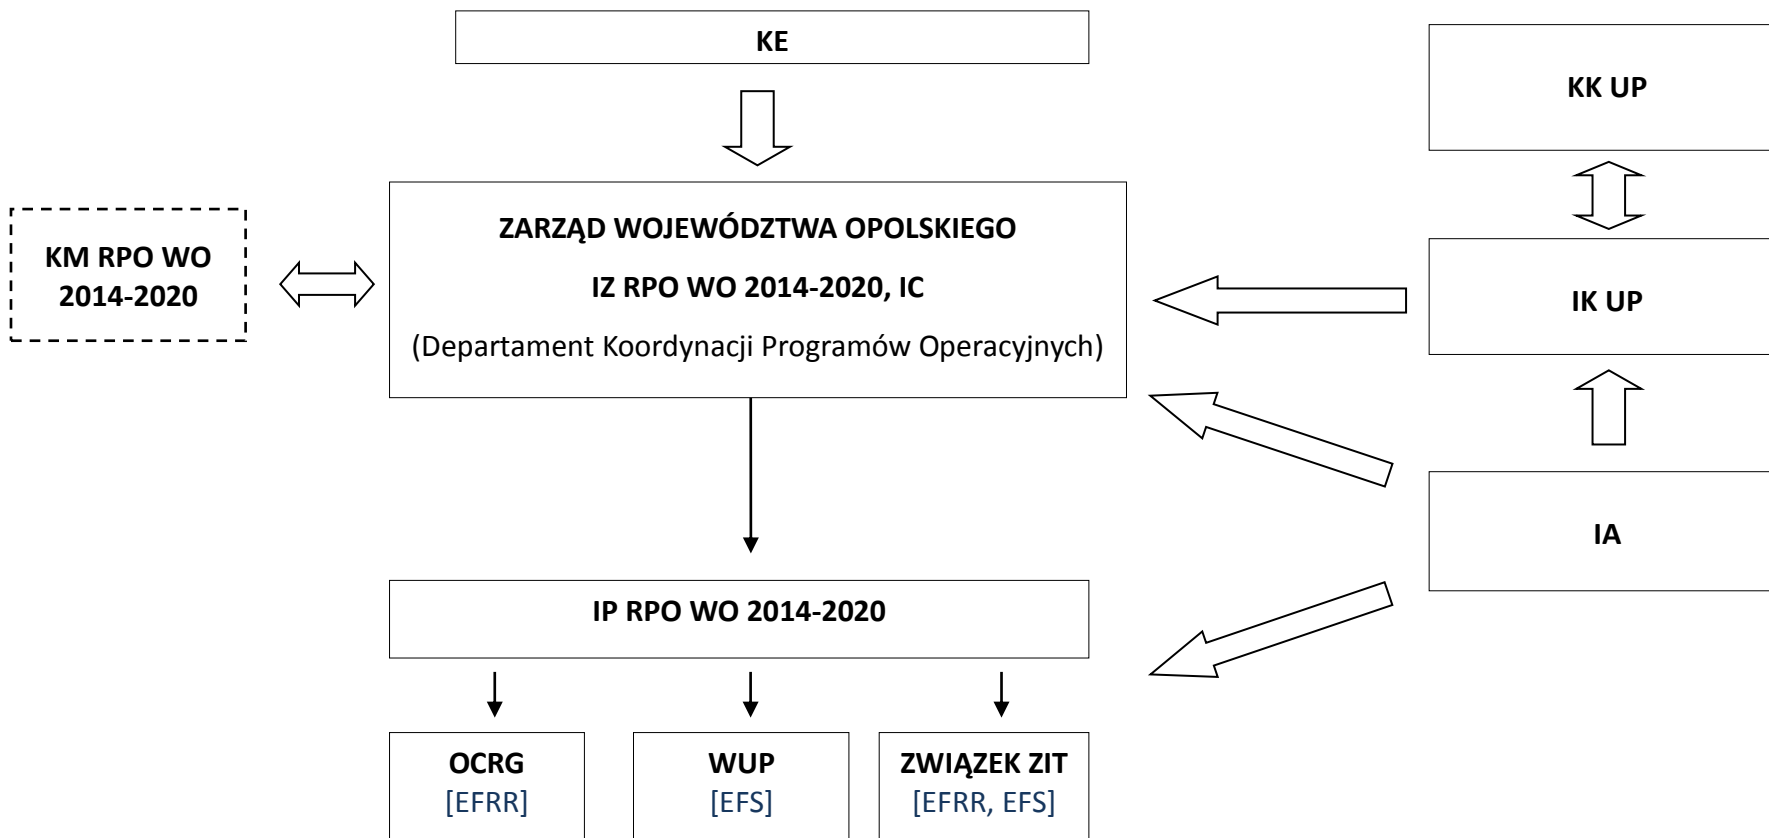 KE
KK UP
ZARZĄD WOJEWÓDZTWA OPOLSKIEGO
IZ RPO WO 2014-2020, IC
(Departament Koordynacji Programów Operacyjnych)
KM RPO WO
2014-2020
IK UP
IA
IP RPO WO 2014-2020
OCRG
[EFRR]
WUP
[EFS]
ZWIĄZEK ZIT
[EFRR, EFS]